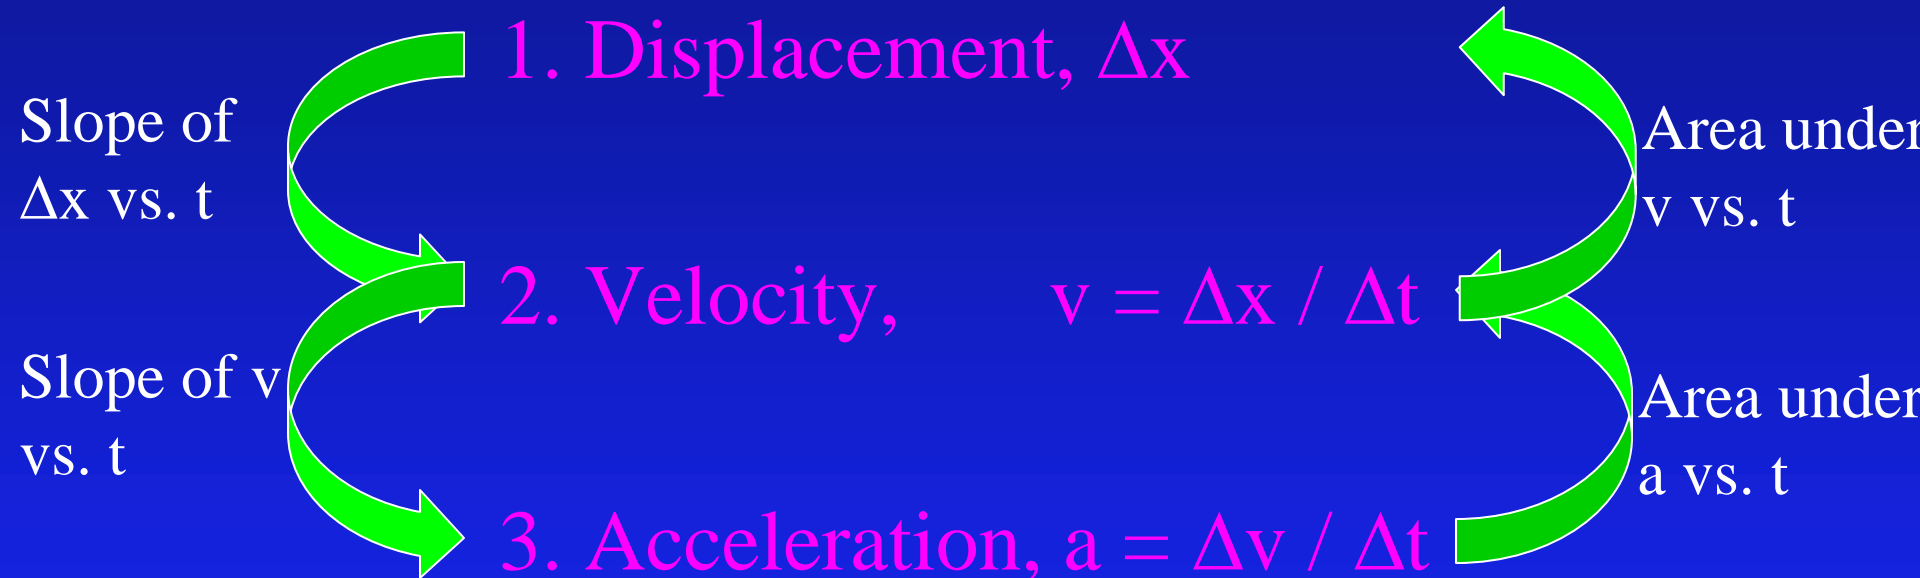 1. Displacement, Δx
Slope of
Δx vs. t
Area under
v vs. t
2. Velocity, v = Δx / Δt
Slope of v
vs. t
Area under
a vs. t
3. Acceleration, a = Δv / Δt